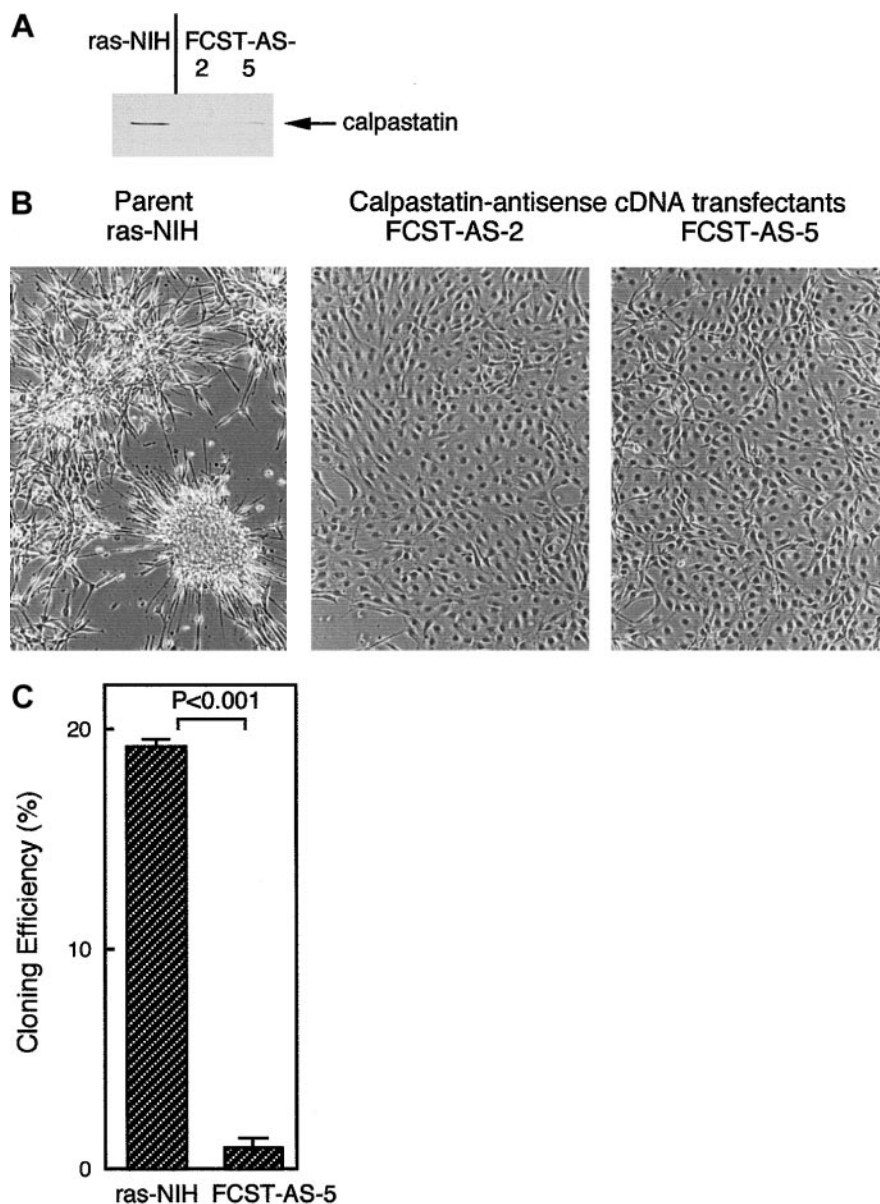 A
ras-NIH FCST-AS-
2 5
calpastatin
B
Parent Calpastatin-antisense cDNA transfectants
ras-NIH FCST-AS-2 FCST-AS-5
C
P<0.001
20
10
0
Cloning Efficiency (%)
ras-NIH FCST-AS-5